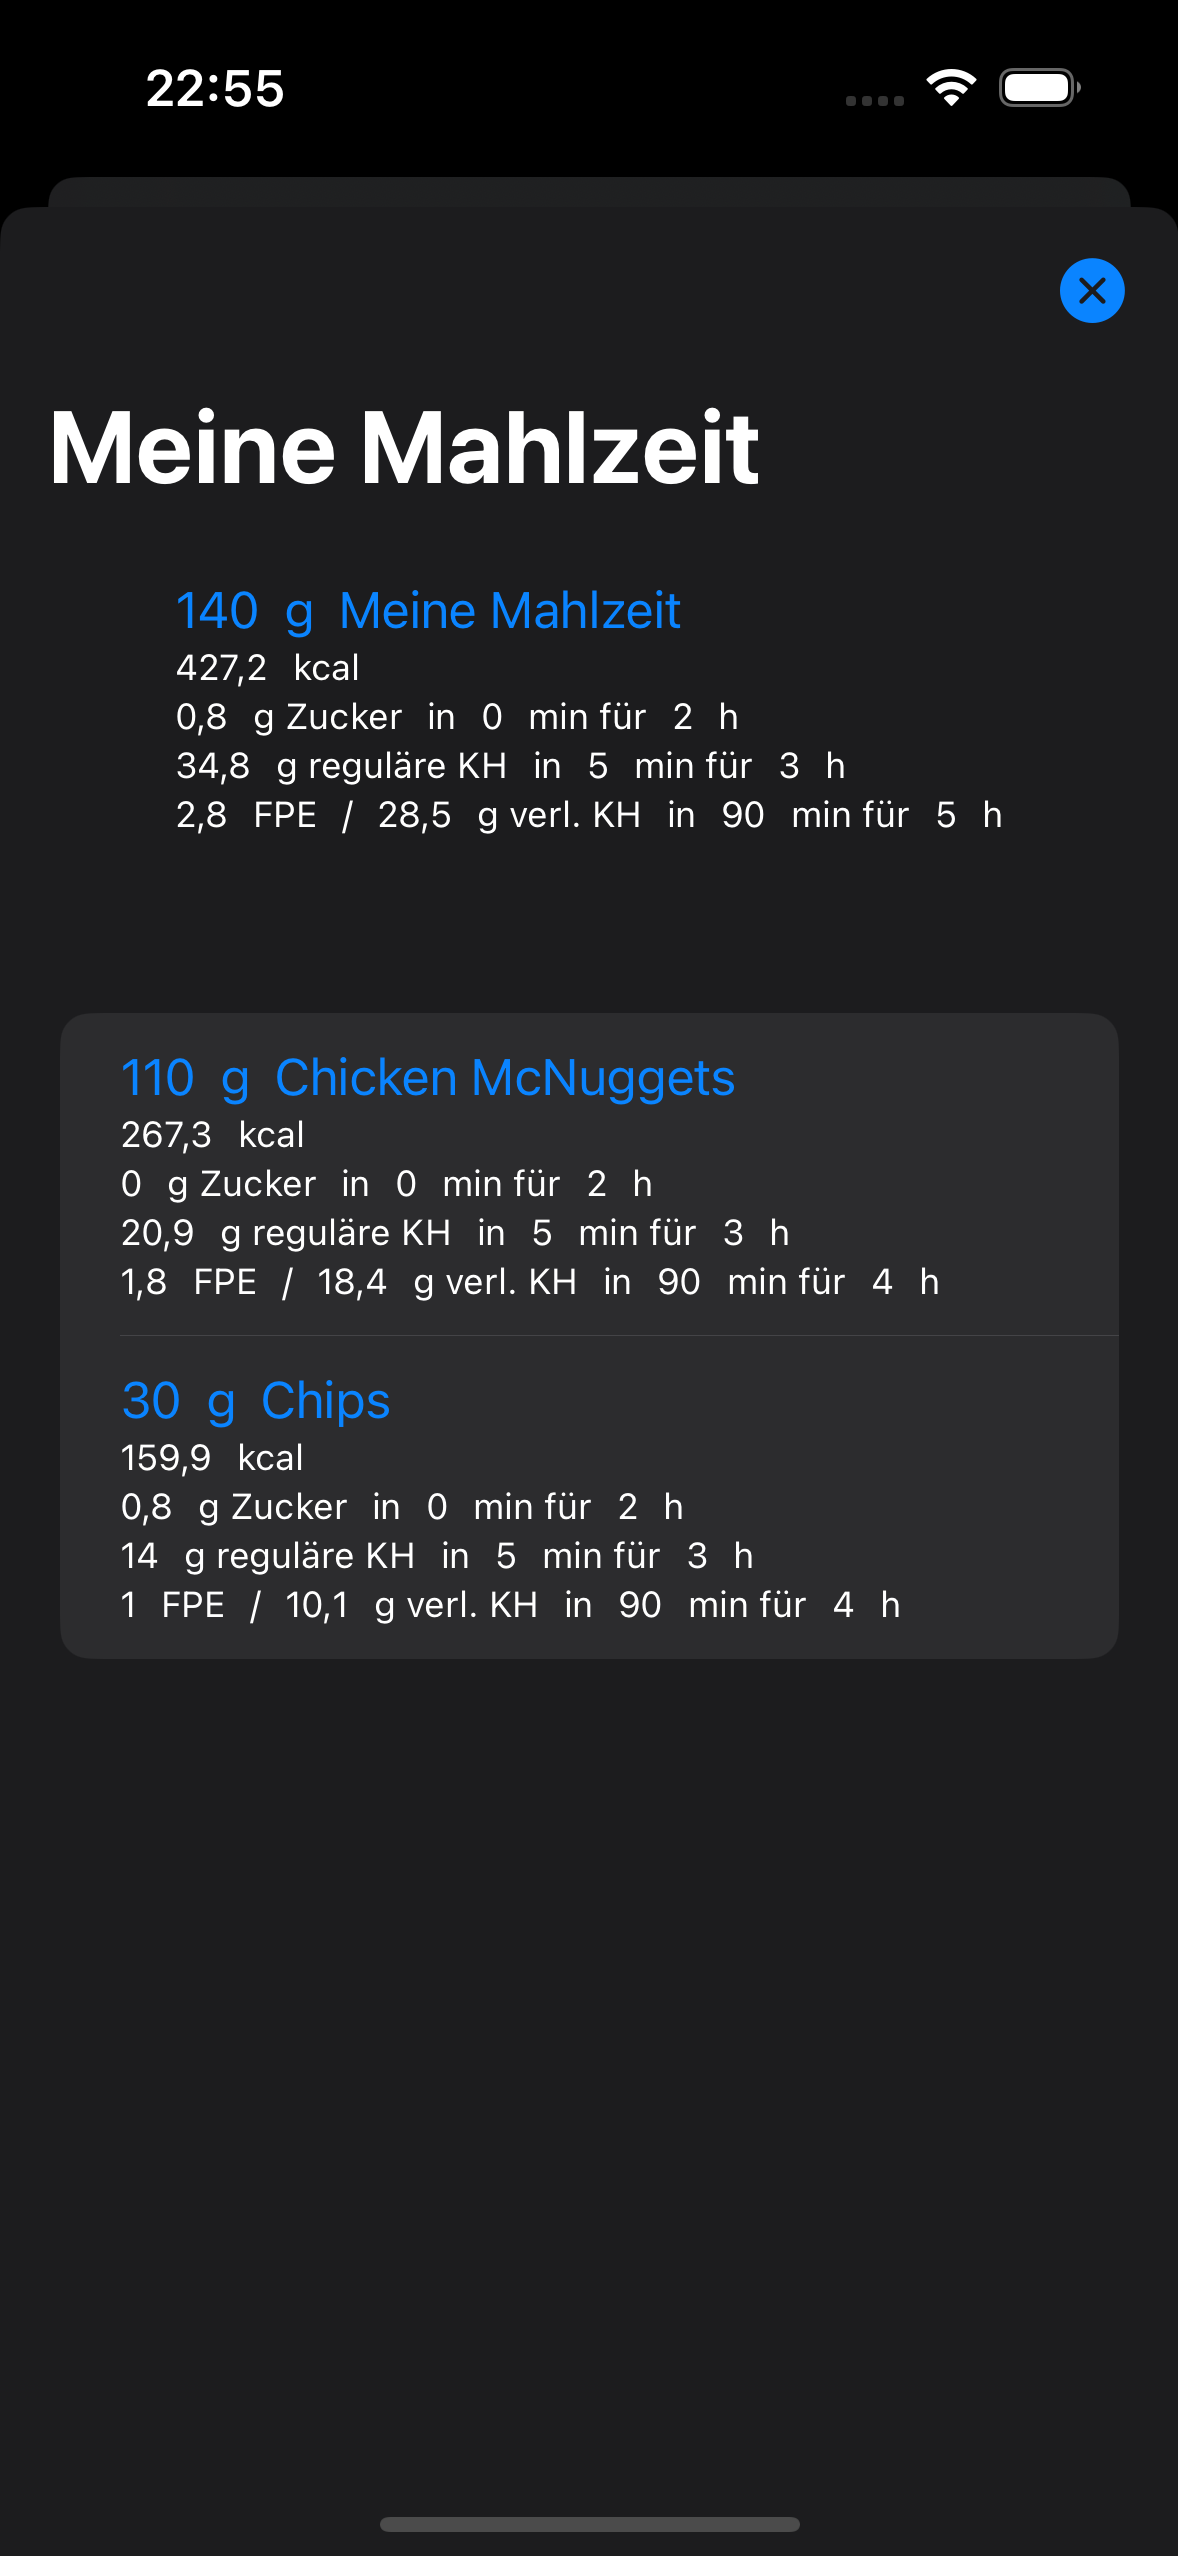 22:55
Meine Mahlzeit
140 g Meine Mahlzeit
427,2 kcal
0,8 g Zucker in 0 min für 2 h
34,8 g reguläre KH in 5 min für 3 h
2,8 FPE / 28,5 g verl. KH in 90 min für 5 h
110 g Chicken McNuggets
267,3 kcal
0 g Zucker in 0 min für 2 h
20,9 g reguläre KH in 5 min für 3 h
1,8 FPE / 18,4 g verl. KH in 90 min für 4 h
30 g Chips
159,9 kcal
0,8 g Zucker in 0 min für 2 h
14 g reguläre KH in 5 min für 3 h
1 FPE / 10,1 g verl. KH in 90 min für 4 h